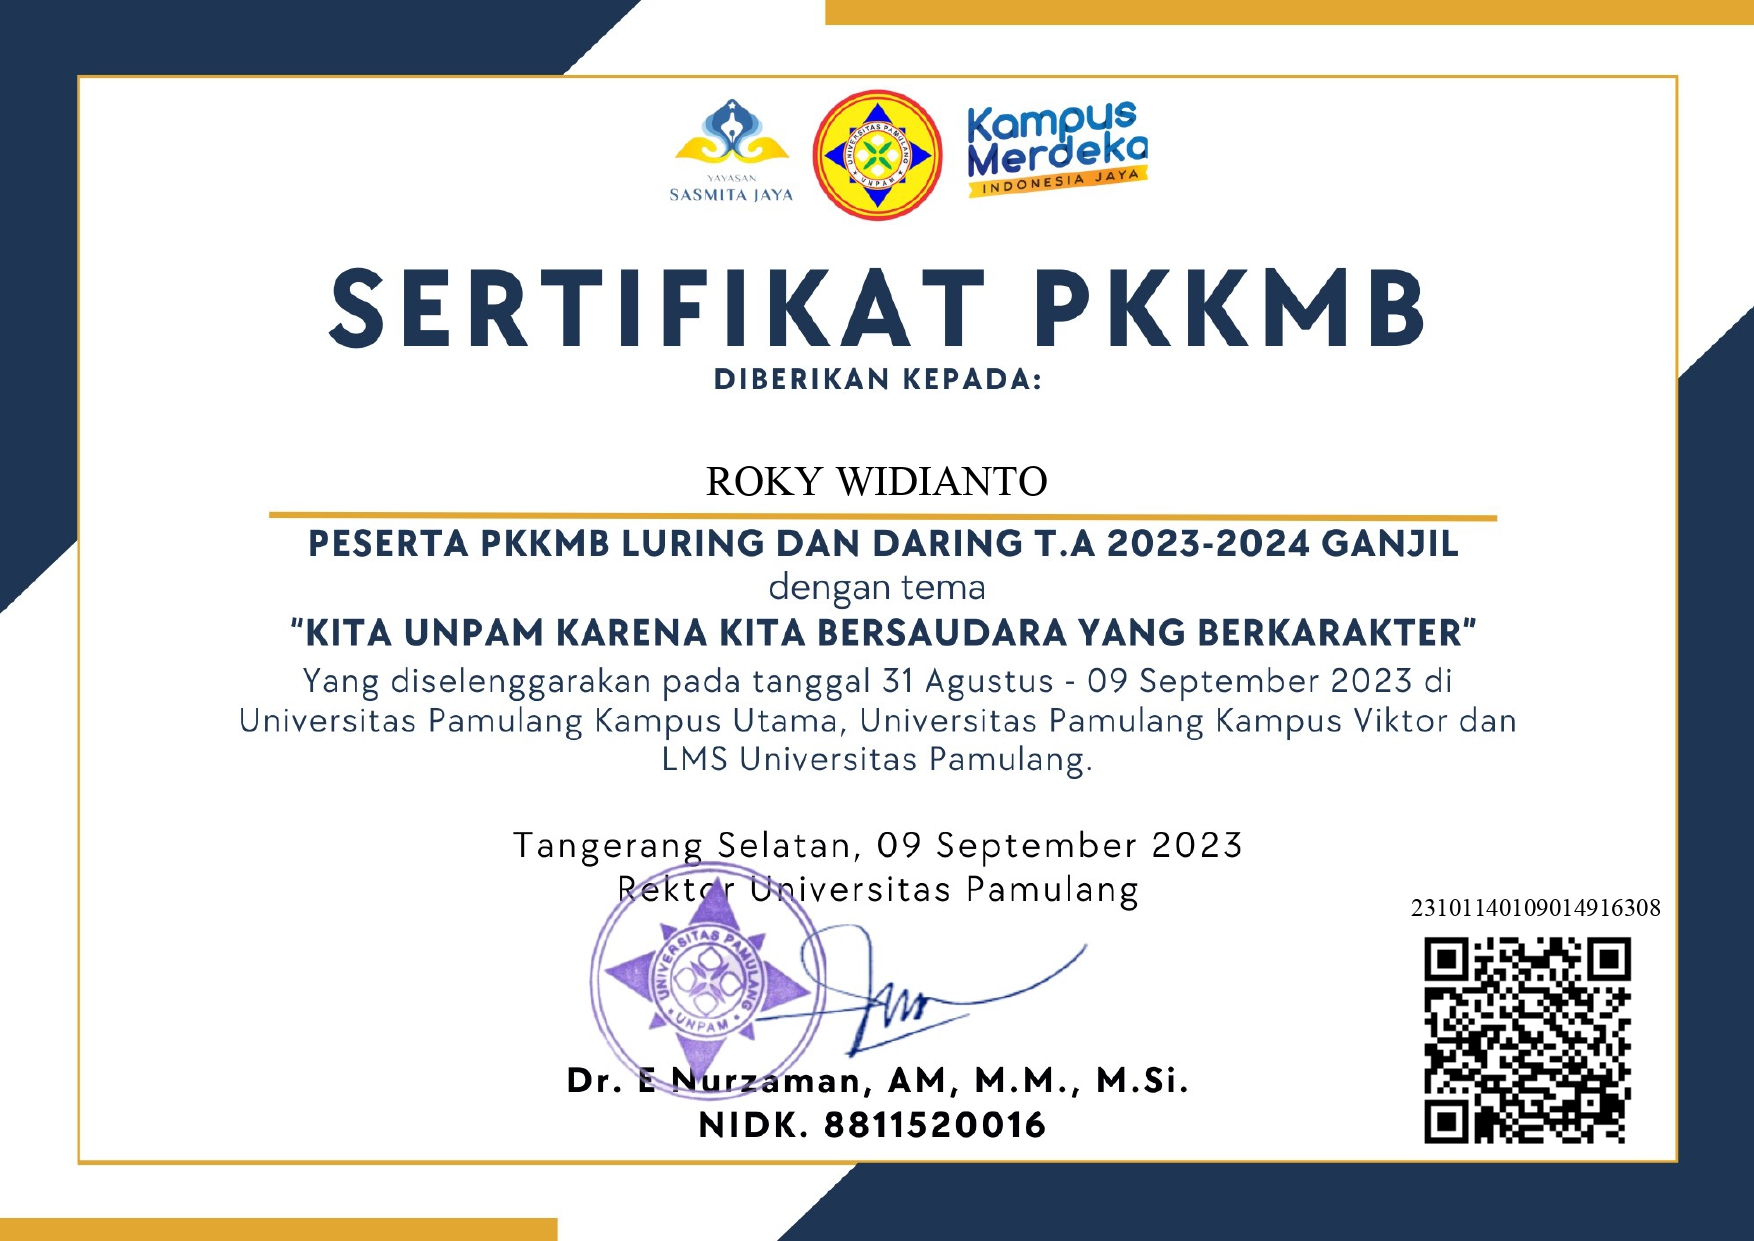 YAYASAN
SASMITA JAYA
UNIVERSITAS PAMULANG
UNPAM
Kampus
Merdeka
INDONESIA JAYA
SERTIFIKAT PKKMB
DIBERIKAN KEPADA:
ROKY WIDIANTO
PESERTA PKKMB LURING DAN DARING T.A 2023-2024 GANJIL
dengan tema
"KITA UNPAM KARENA KITA BERSAUDARA YANG BERKARAKTER"
Yang diselenggarakan pada tanggal 31 Agustus - 09 September 2023 di
Universitas Pamulang Kampus Utama, Universitas Pamulang Kampus Viktor dan
LMS Universitas Pamulang.
Tangerang Selatan, 09 September 2023
Rektor Universitas Pamulang
23101140109014916308
UNIVERSITAS PAMULANG
UNPAM
Dr. E Nurzaman, AM, M.M., M.Si.
NIDK. 8811520016